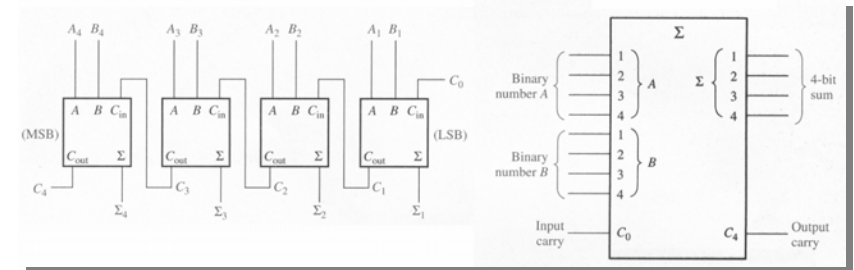 A₄ B₄ A₃ B₃ A₂ B₂ A₁ B₁
C₀
A B Cin A B Cin A B Cin A B Cin
(MSB) (LSB)
Cout Σ Cout Σ Cout Σ Cout Σ
C₄ C₃ C₂ C₁
Σ₄ Σ₃ Σ₂ Σ₁
Σ
Binary
number A
1
2
3
4
A
Binary
number B
1
2
3
4
B
Σ
1
2
3
4
4-bit
sum
Input
carry
C₀
C₄
Output
carry